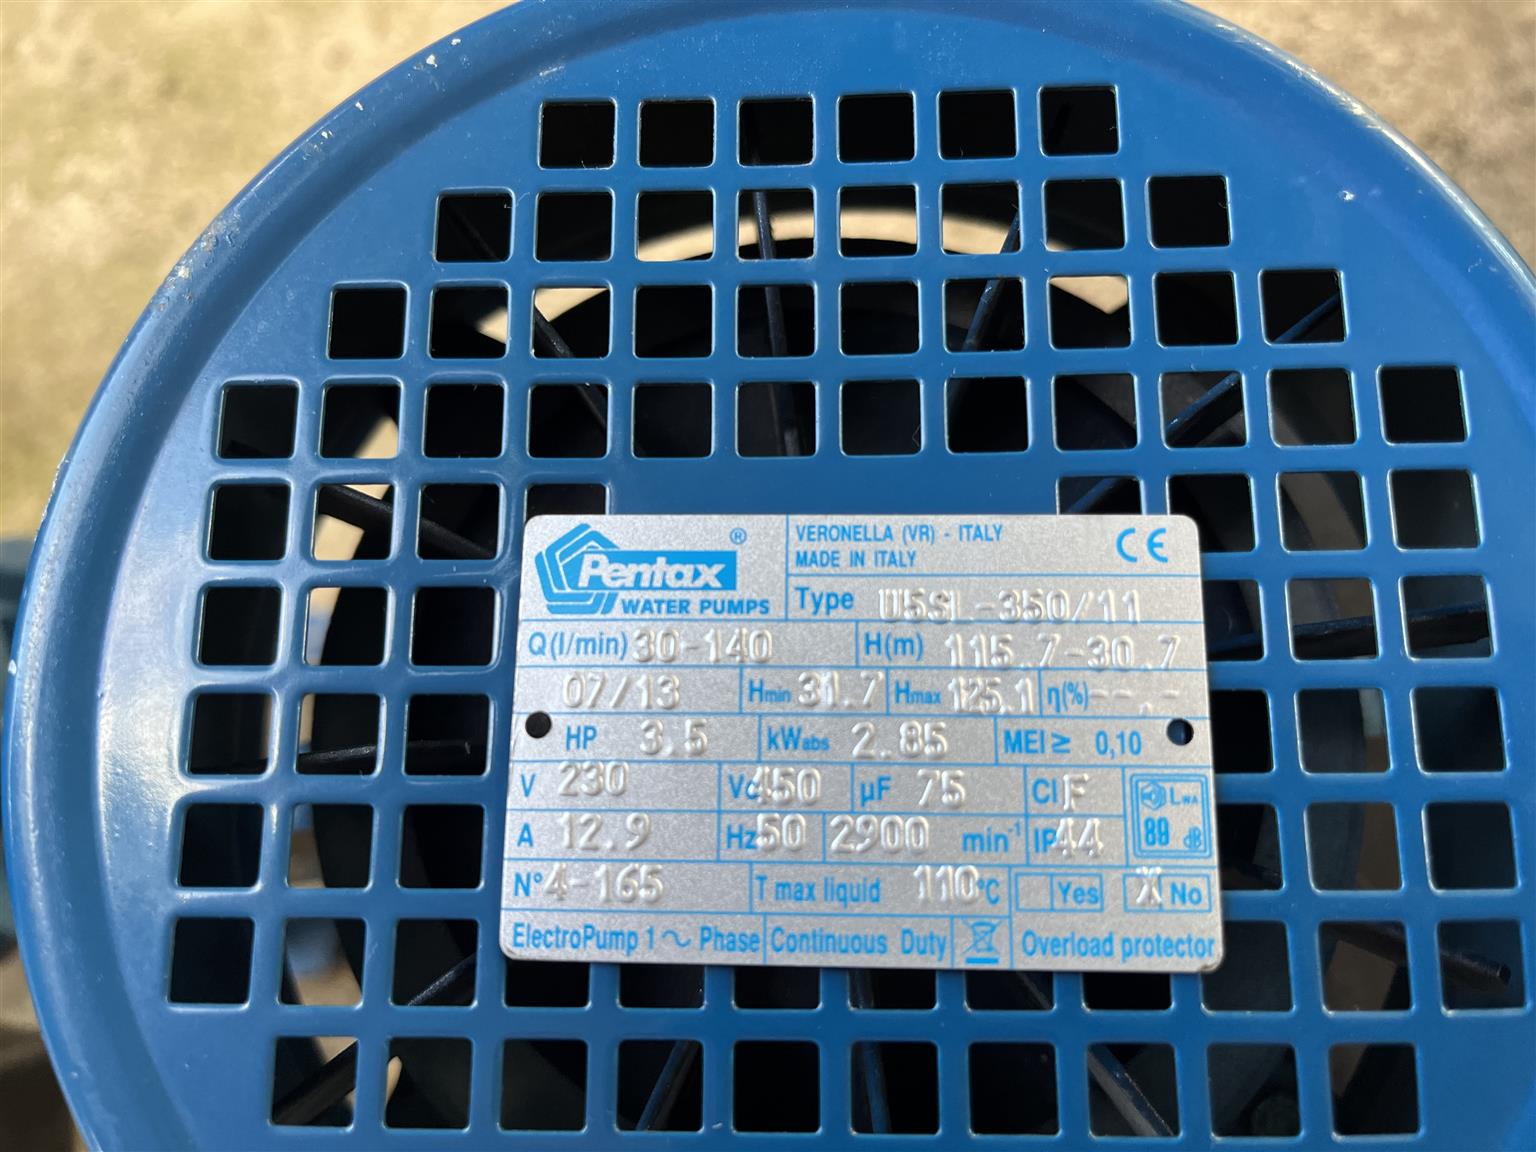 Pentax ®
WATER PUMPS
VERONELLA (VR) - ITALY
MADE IN ITALY
CE
Type U5SL-350/11
Q(l/min) 30-140 H(m) 115.7-30.7
07/13 Hmin 31.7 Hmax 125.1 η(%)--.-
HP 3.5 kWabs 2.85 MEI≥ 0,10
V 230 Vc 450 µF 75 Cl F
A 12.9 Hz 50 2900 min-1 IP 44
LWA
89 dB
N° 4-165 T max liquid 110°C Yes X No
ElectroPump 1 ~ Phase Continuous Duty Overload protector